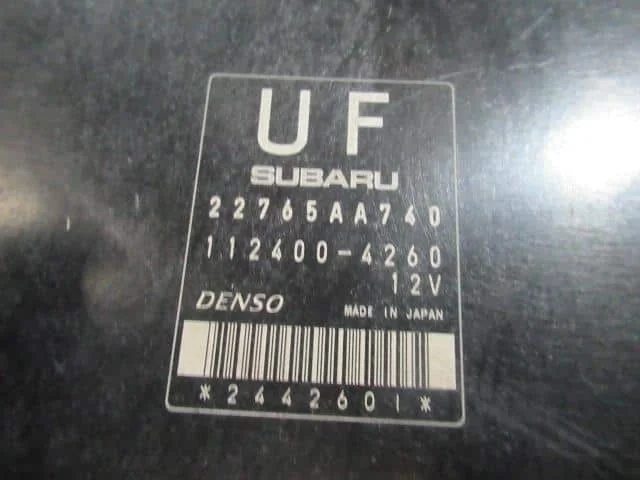 UF
SUBARU
22765AA740
112400-4260
12V
DENSO MADE IN JAPAN
*2442601*